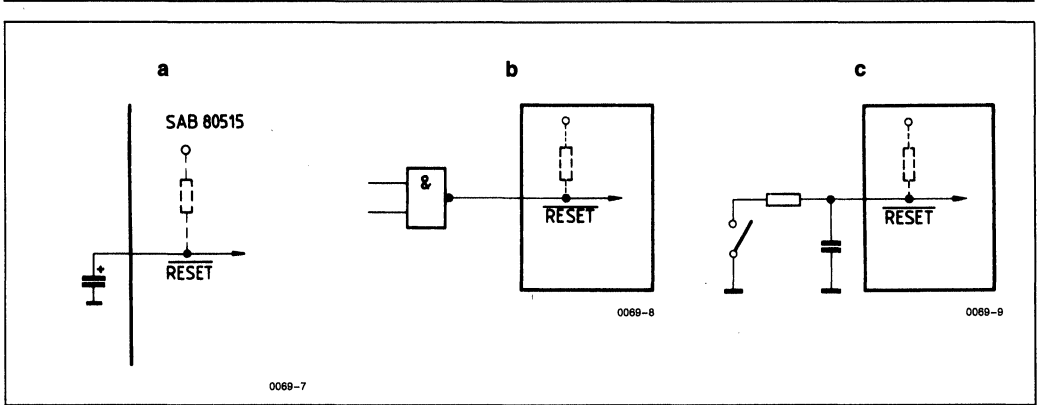 a
b
c
SAB 80515
+
RESET
&
RESET
RESET
0069-7
0069-8
0069-9